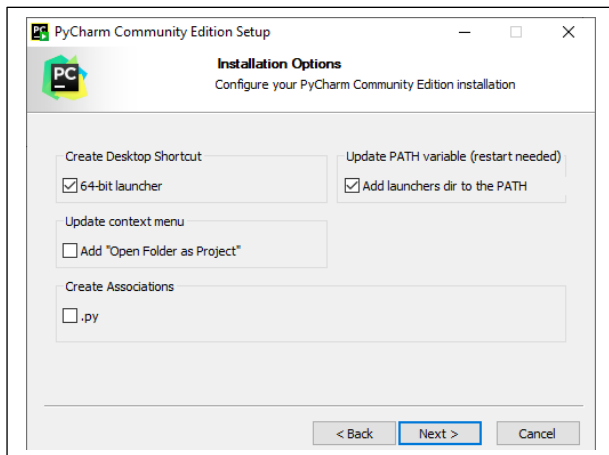 PC PyCharm Community Edition Setup
PC
Installation Options
Configure your PyCharm Community Edition installation
Create Desktop Shortcut
64-bit launcher
Update PATH variable (restart needed)
Add launchers dir to the PATH
Update context menu
Add "Open Folder as Project"
Create Associations
.py
< Back Next > Cancel